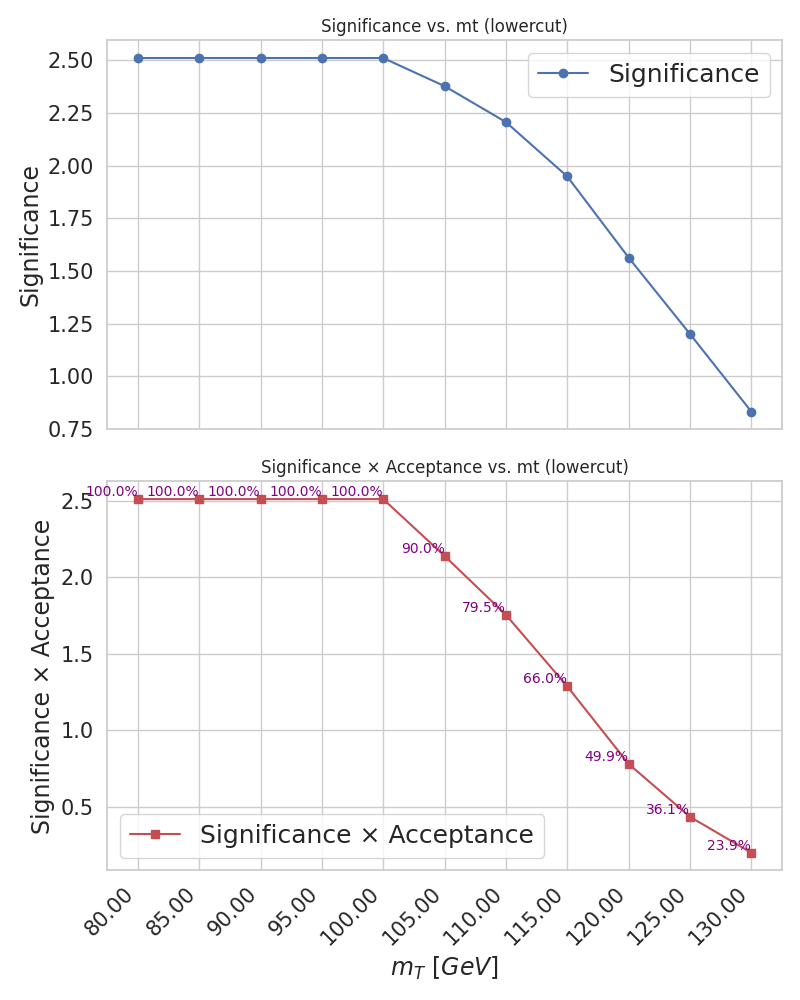 Significance vs. mt (lowercut)
2.50
2.25
2.00
1.75
1.50
1.25
1.00
0.75
Significance
Significance
Significance × Acceptance vs. mt (lowercut)
2.5
2.0
1.5
1.0
0.5
Significance × Acceptance
100.0% 100.0% 100.0% 100.0% 100.0%
90.0%
79.5%
66.0%
49.9%
36.1%
23.9%
Significance × Acceptance
80.00 85.00 90.00 95.00 100.00 105.00 110.00 115.00 120.00 125.00 130.00
m_T [GeV]